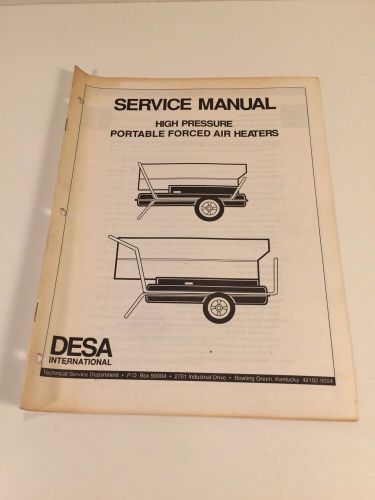 SERVICE MANUAL
HIGH PRESSURE
PORTABLE FORCED AIR HEATERS
DESA
INTERNATIONAL
Technical Service Department • P.O. Box 90004 • 2701 Industrial Drive • Bowling Green, Kentucky 42102-9004